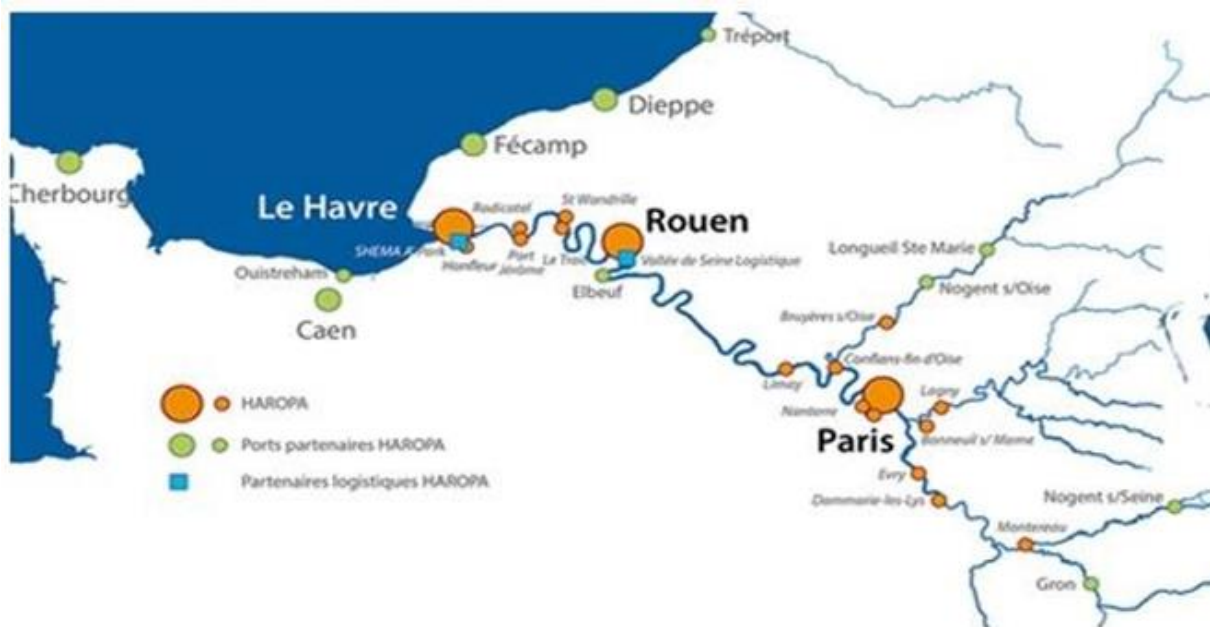 Tréport
Dieppe
Fécamp
Cherbourg
Le Havre
Radicatel
St Wandrille
Rouen
SHEMA
Honfleur
Port
Jérôme
Le Trait
Vallée de Seine Logistique
Longueil Ste Marie
Ouistreham
Elbeuf
Nogent s/Oise
Caen
Bruyères s/Oise
Conflans-fin-d'Oise
Limay
Lagny
HAROPA
Nanterre
Paris
Bonneuil s/ Marne
Ports partenaires HAROPA
Evry
Partenaires logistiques HAROPA
Dammarie-les-Lys
Nogent s/Seine
Montereau
Gron